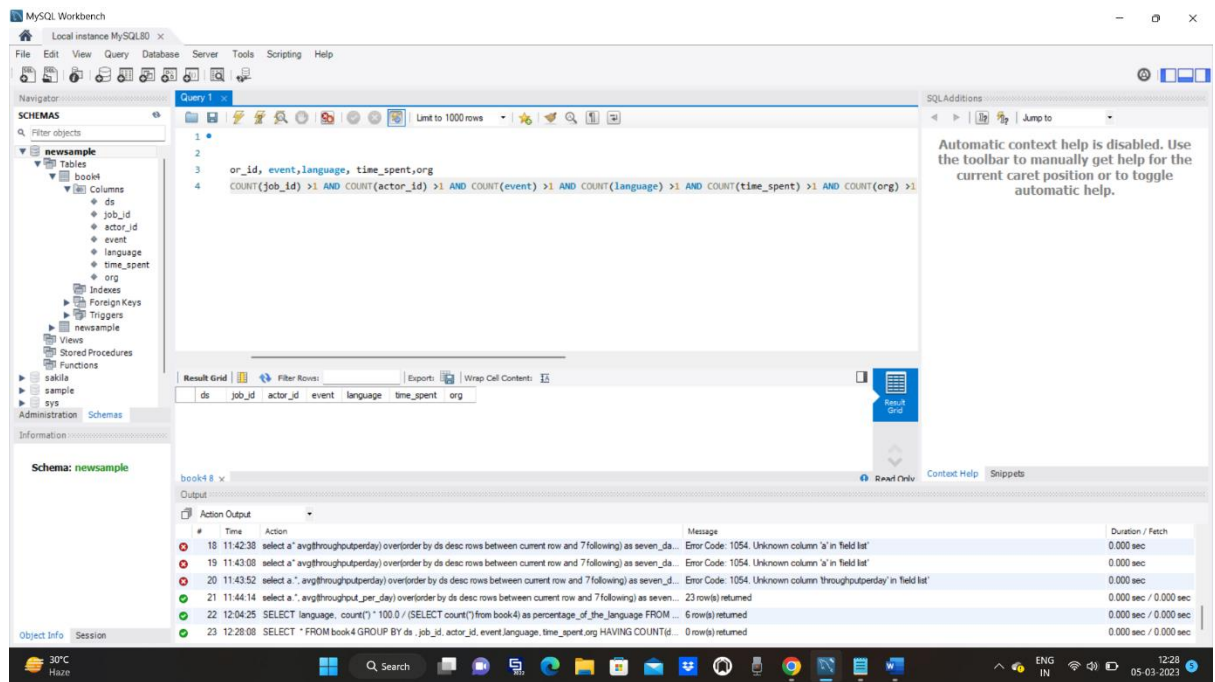 MySQL Workbench
Local instance MySQL80
File Edit View Query Database Server Tools Scripting Help
Navigator
SCHEMAS
Filter objects
newsample
Tables
book4
Columns
ds
job_id
actor_id
event
language
time_spent
org
Indexes
Foreign Keys
Triggers
newsample
Views
Stored Procedures
Functions
sakila
sample
sys
Administration Schemas
Information
Schema: newsample
Object Info Session
Query 1
Limit to 1000 rows
1
2
3 or_id, event,language, time_spent,org
4 COUNT(job_id) >1 AND COUNT(actor_id) >1 AND COUNT(event) >1 AND COUNT(language) >1 AND COUNT(time_spent) >1 AND COUNT(org) >1
Result Grid Filter Rows: Export: Wrap Cell Content:
ds job_id actor_id event language time_spent org
Result Grid
book4 8
Read Only
SQLAdditions
Jump to
Automatic context help is disabled. Use
the toolbar to manually get help for the
current caret position or to toggle
automatic help.
Context Help Snippets
Output
Action Output
# Time Action Message Duration / Fetch
18 11:42:38 select a* avg(throughputperday) over(order by ds desc rows between current row and 7 following) as seven_da... Error Code: 1054. Unknown column 'a' in 'field list' 0.000 sec
19 11:43:08 select a* avg(throughputperday) over(order by ds desc rows between current row and 7 following) as seven_da... Error Code: 1054. Unknown column 'a' in 'field list' 0.000 sec
20 11:43:52 select a.*, avg(throughputperday) over(order by ds desc rows between current row and 7 following) as seven_d... Error Code: 1054. Unknown column 'throughputperday' in 'field list' 0.000 sec
21 11:44:14 select a.*, avg(throughput_per_day) over(order by ds desc rows between current row and 7 following) as seven... 23 row(s) returned 0.000 sec / 0.000 sec
22 12:04:25 SELECT language, count(*) * 100.0 / (SELECT count(*) from book4) as percentage_of_the_language FROM ... 6 row(s) returned 0.000 sec / 0.000 sec
23 12:28:08 SELECT * FROM book4 GROUP BY ds , job_id, actor_id, event,language, time_spent,org HAVING COUNT(d... 0 row(s) returned 0.000 sec / 0.000 sec
30°C
Haze
Search
ENG
IN
12:28
05-03-2023
5